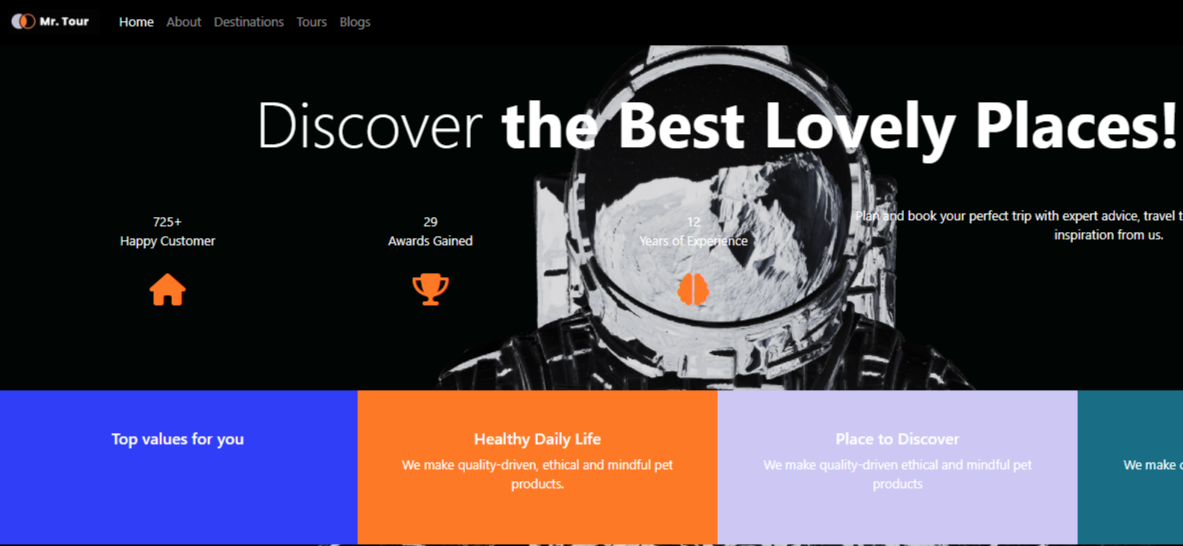 Mr. Tour
Home About Destinations Tours Blogs
Discover the Best Lovely Places!
725+
Happy Customer
29
Awards Gained
12
Years of Experience
Plan and book your perfect trip with expert advice, travel
inspiration from us.
Top values for you
Healthy Daily Life
We make quality-driven, ethical and mindful pet
products.
Place to Discover
We make quality-driven ethical and mindful pet
products
We make